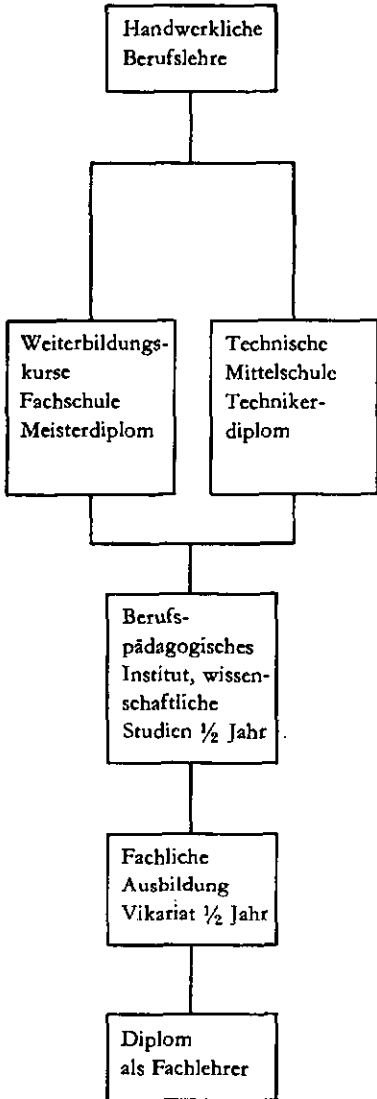 Handwerkliche
Berufslehre
Weiterbildungs-
kurse
Fachschule
Meisterdiplom
Technische
Mittelschule
Techniker-
diplom
Berufs-
pädagogisches
Institut, wissen-
schaftliche
Studien ½ Jahr
Fachliche
Ausbildung
Vikariat ½ Jahr
Diplom
als Fachlehrer